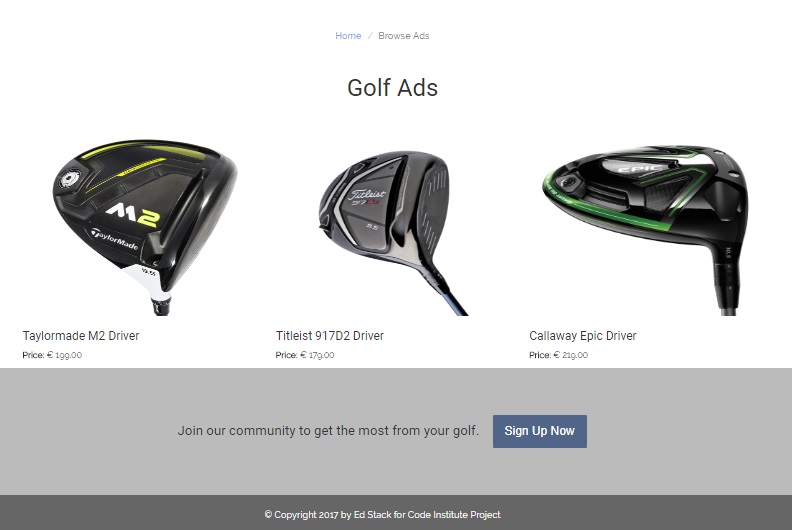 Home / Browse Ads
Golf Ads
M2
TaylorMade
Titleist
EPIC
Taylormade M2 Driver
Titleist 917D2 Driver
Callaway Epic Driver
Price: € 199.00
Price: € 179.00
Price: € 219.00
Join our community to get the most from your golf.
Sign Up Now
© Copyright 2017 by Ed Stack for Code Institute Project